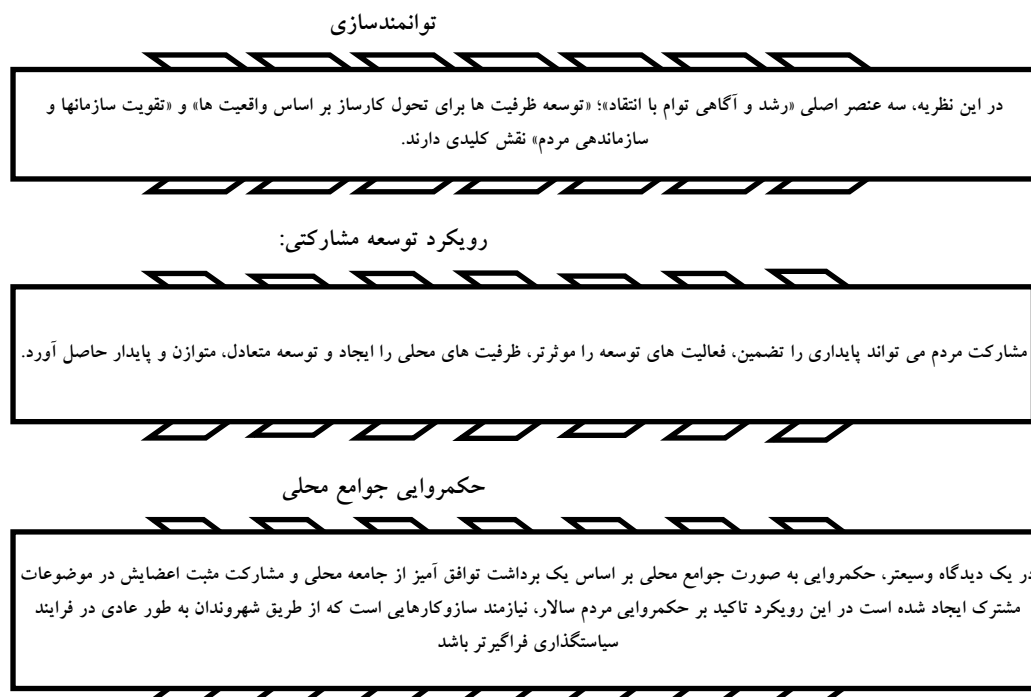 توانمندسازی
در این نظریه، سه عنصر اصلی «رشد و آگاهی توام با انتقاد»؛ «توسعه ظرفیت ها برای تحول کارساز بر اساس واقعیت ها» و «تقویت سازمانها و
سازماندهی مردم» نقش کلیدی دارند.
رویکرد توسعه مشارکتی:
مشارکت مردم می تواند پایداری را تضمین، فعالیت های توسعه را موثرتر، ظرفیت های محلی را ایجاد و توسعه متعادل، متوازن و پایدار حاصل آورد.
حکمروایی جوامع محلی
در یک دیدگاه وسیعتر، حکمروایی به صورت جوامع محلی بر اساس یک برداشت توافق آمیز از جامعه محلی و مشارکت مثبت اعضایش در موضوعات
مشترک ایجاد شده است در این رویکرد تاکید بر حکمروایی مردم سالار، نیازمند سازوکارهایی است که از طریق شهروندان به طور عادی در فرایند
سیاستگذاری فراگیرتر باشد